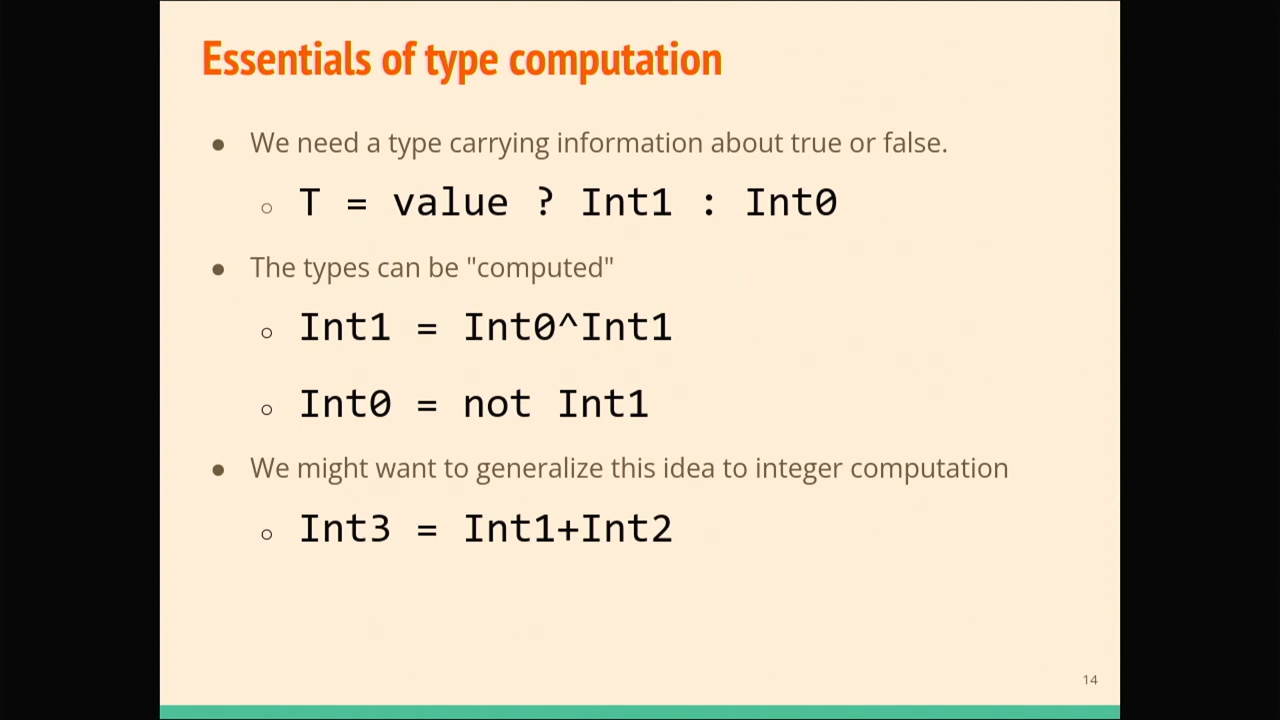 Essentials of type computation
● We need a type carrying information about true or false.
○ T = value ? Int1 : Int0
● The types can be "computed"
○ Int1 = Int0^Int1
○ Int0 = not Int1
● We might want to generalize this idea to integer computation
○ Int3 = Int1+Int2
14